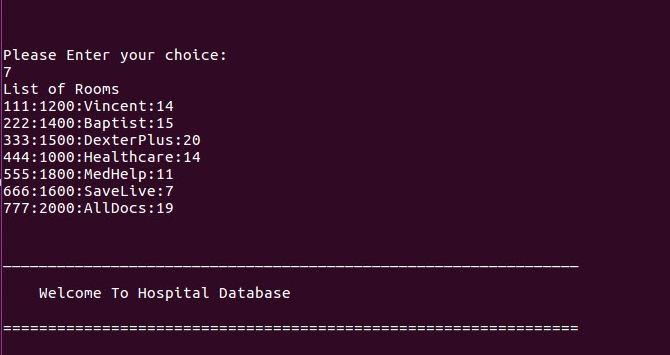 Please Enter your choice:
7
List of Rooms
111:1200:Vincent:14
222:1400:Baptist:15
333:1500:DexterPlus:20
444:1000:Healthcare:14
555:1800:MedHelp:11
666:1600:SaveLive:7
777:2000:AllDocs:19
________________________________________________________________
Welcome To Hospital Database
================================================================